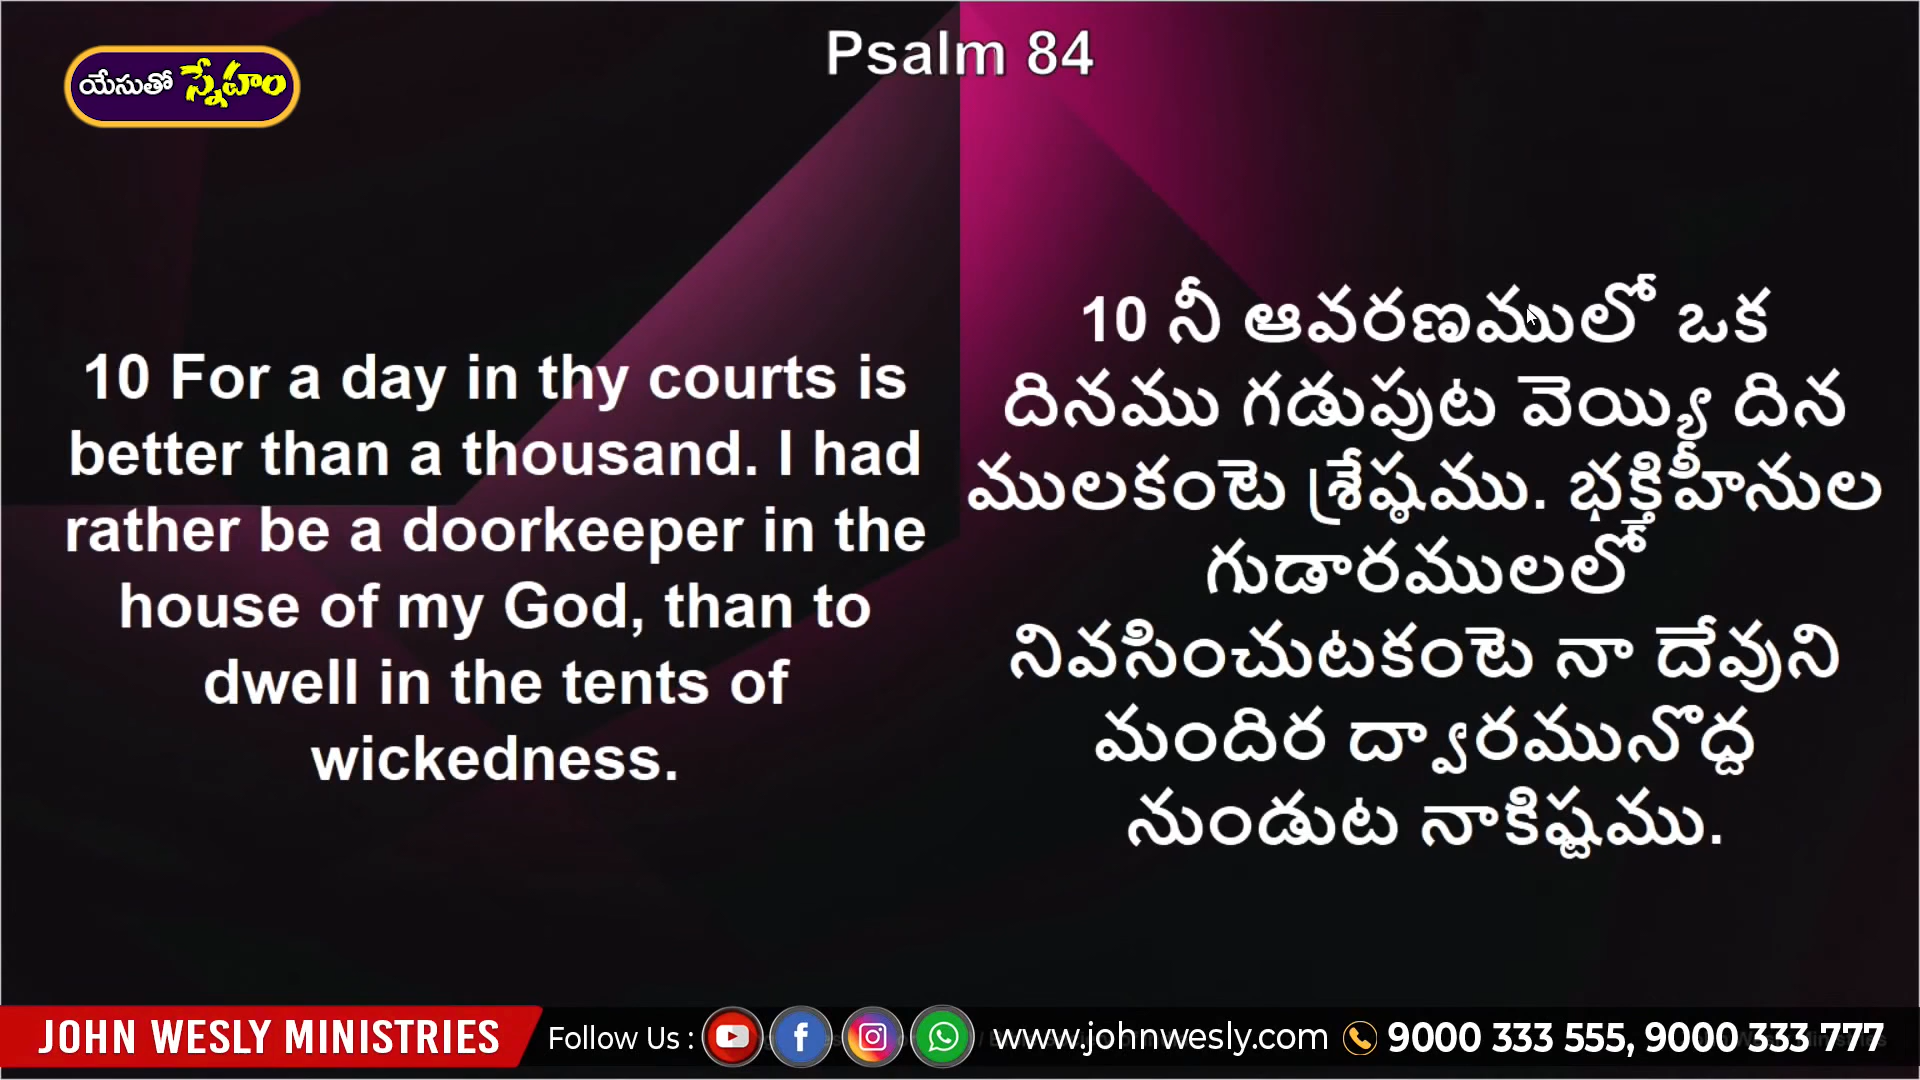 Psalm 84
యేసుతో స్నేహం
10 For a day in thy courts is
better than a thousand. I had
rather be a doorkeeper in the
house of my God, than to
dwell in the tents of
wickedness.
10 నీ ఆవరణములో ఒక
దినము గడుపుట వెయ్యి దిన
ములకంటె శ్రేష్ఠము. భక్తిహీనుల
గుడారములలో
నివసించుటకంటె నా దేవుని
మందిర ద్వారమునొద్ద
నుండుట నాకిష్టము.
JOHN WESLY MINISTRIES Follow Us : www.johnwesly.com 9000 333 555, 9000 333 777